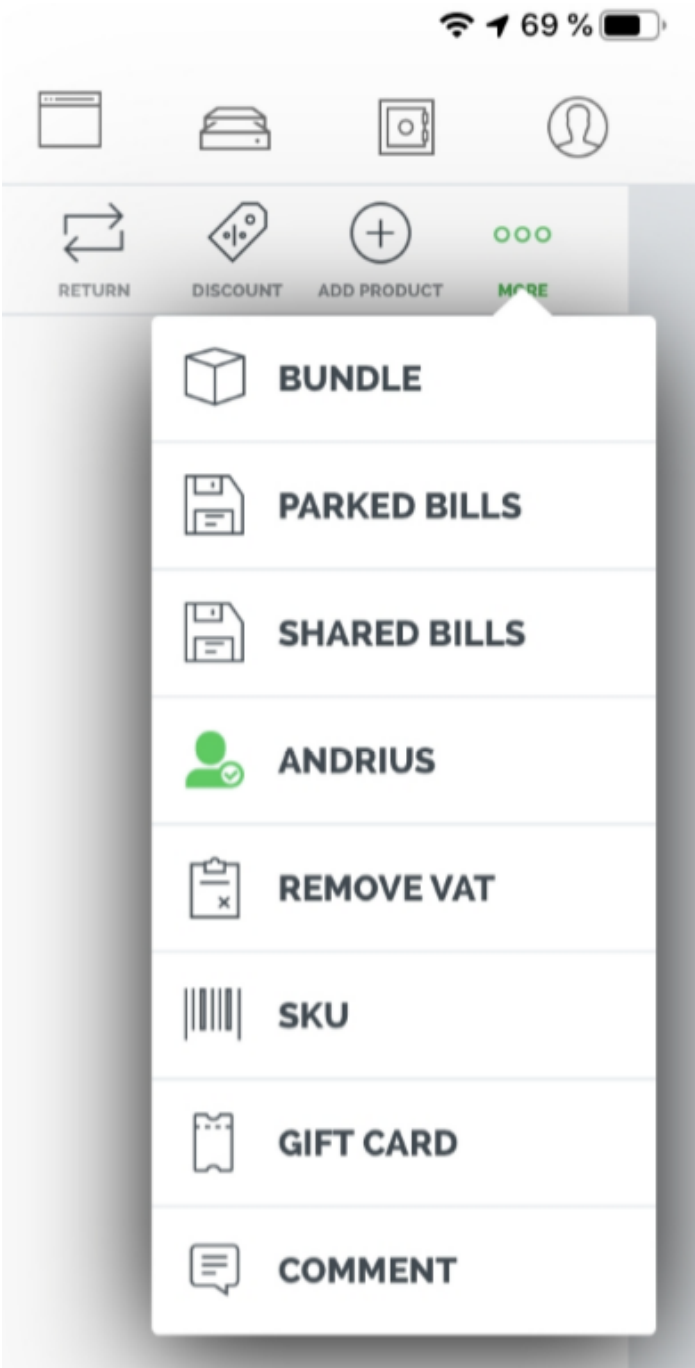 69 %
RETURN
DISCOUNT
ADD PRODUCT
MORE
BUNDLE
PARKED BILLS
SHARED BILLS
ANDRIUS
REMOVE VAT
SKU
GIFT CARD
COMMENT